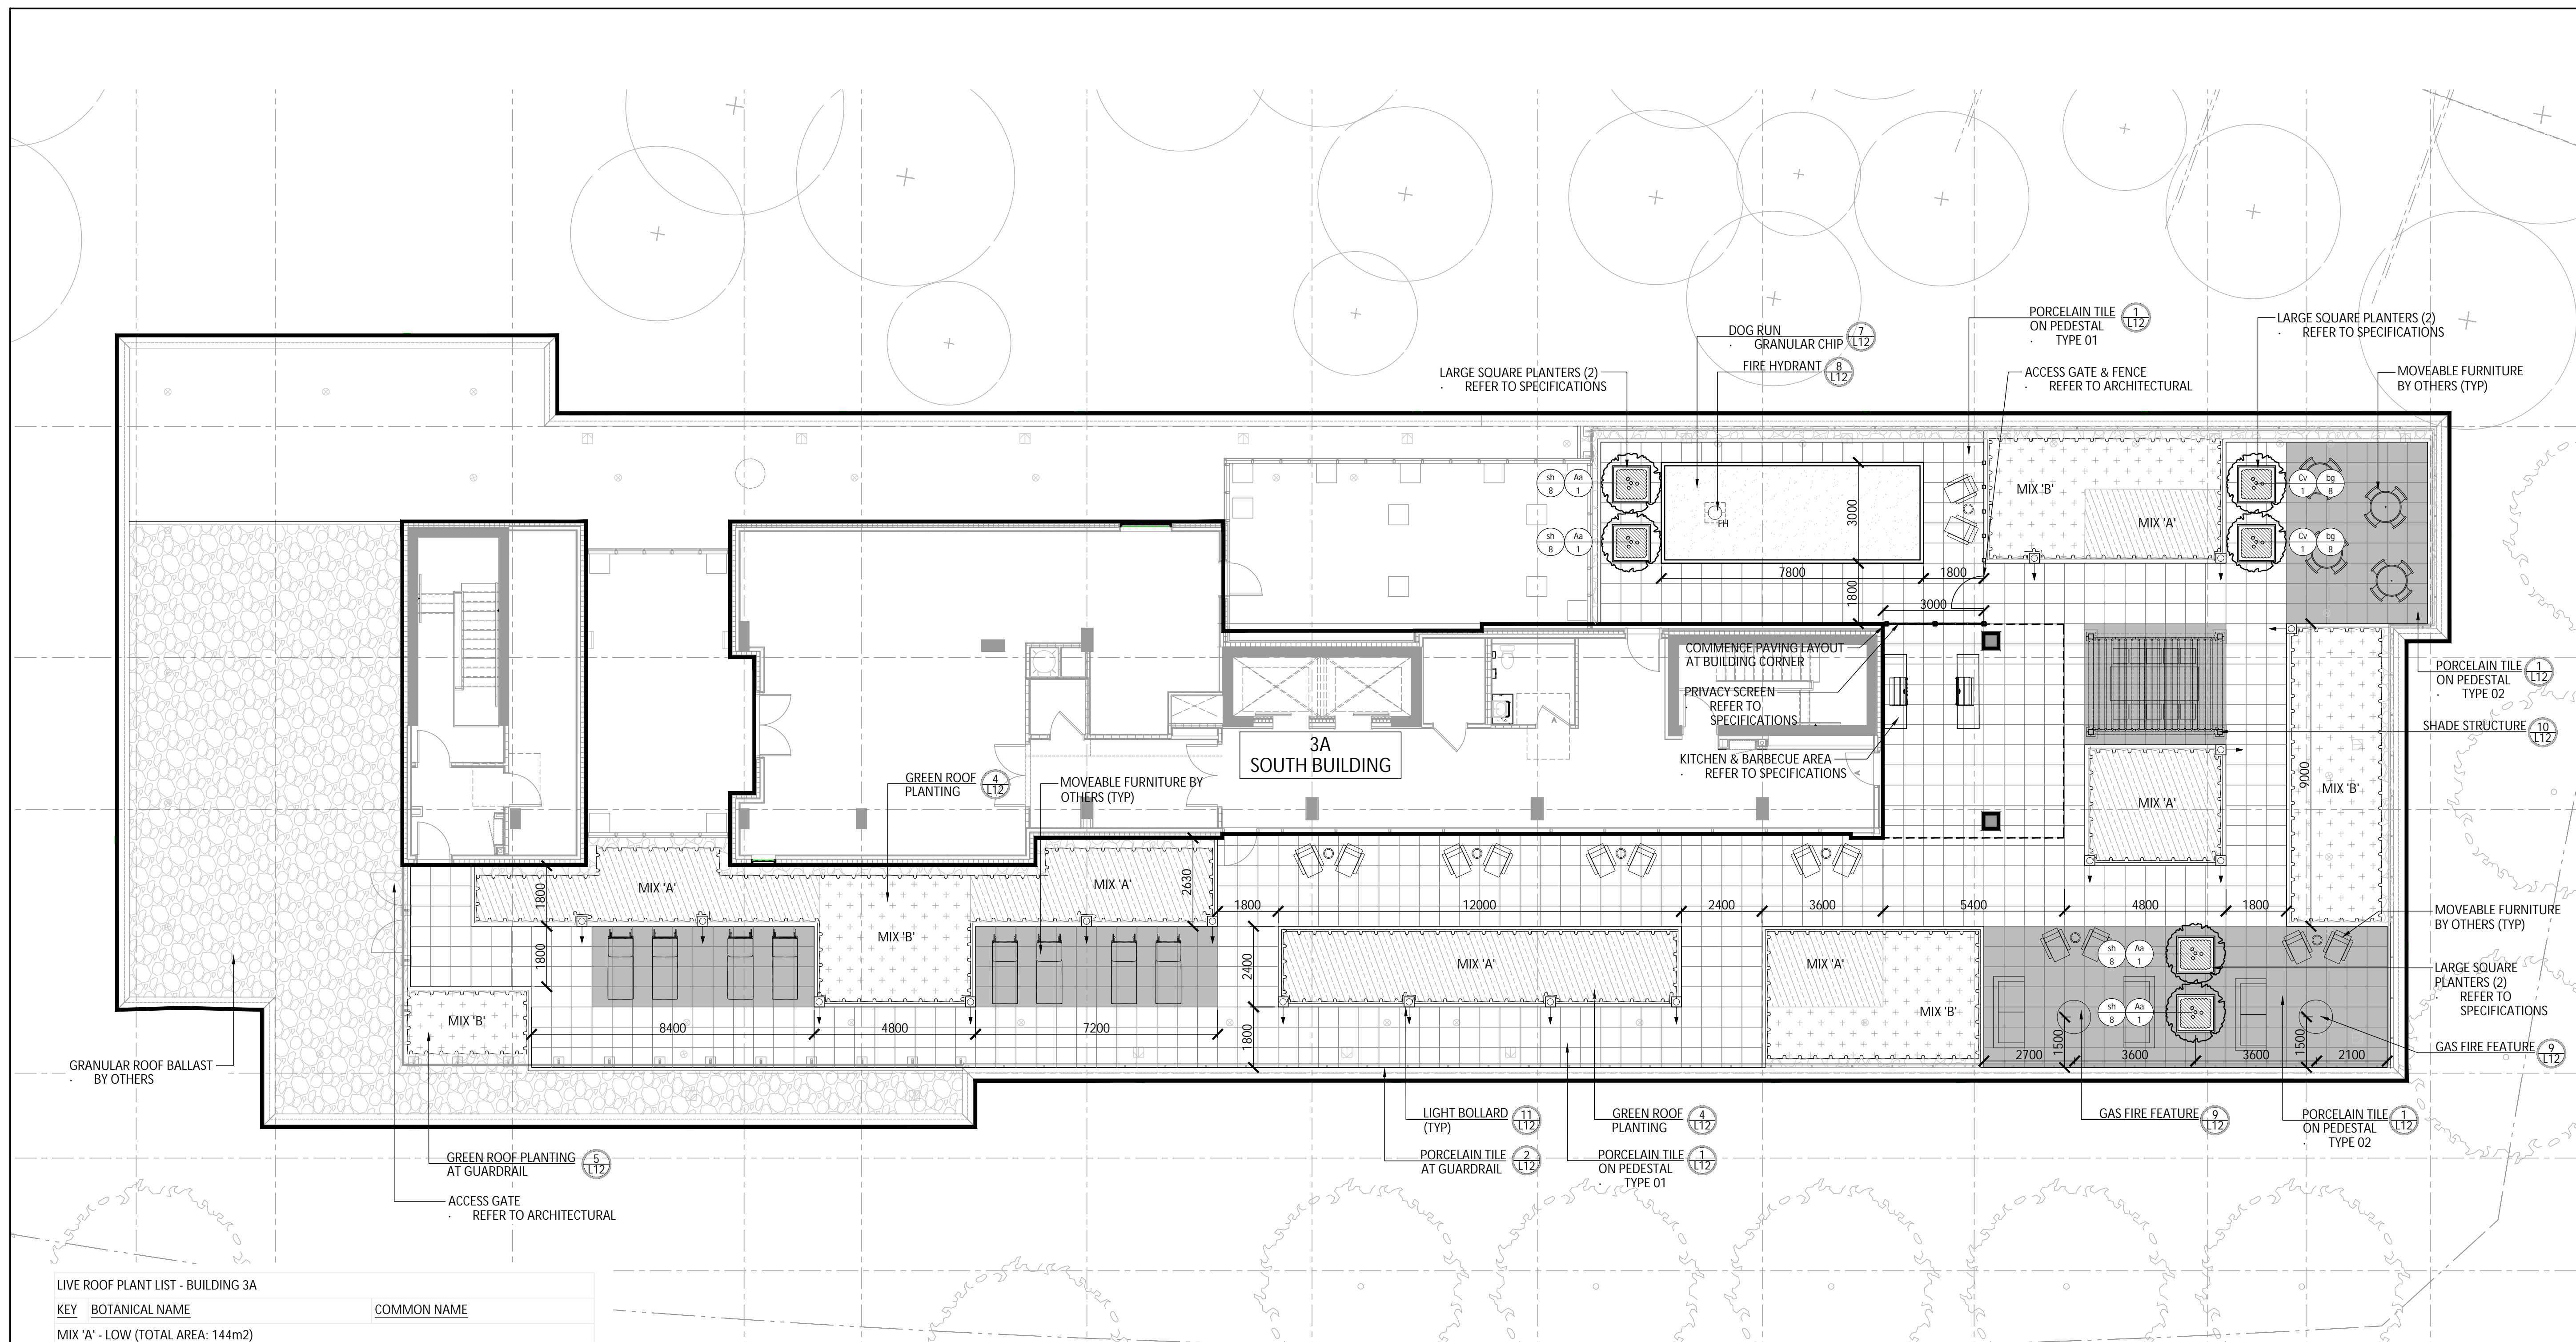 PORCELAIN TILE
ON PEDESTAL
· TYPE 01
1
L12
LARGE SQUARE PLANTERS (2)
· REFER TO SPECIFICATIONS
DOG RUN
· GRANULAR CHIP
7
L12
FIRE HYDRANT
8
L12
LARGE SQUARE PLANTERS (2)
· REFER TO SPECIFICATIONS
ACCESS GATE & FENCE
· REFER TO ARCHITECTURAL
MOVEABLE FURNITURE
BY OTHERS (TYP)
sh
8
Aa
1
sh
8
Aa
1
FH
3000
MIX 'B'
MIX 'A'
Cv
1
bg
8
Cv
1
bg
8
7800
1800
1800
3000
COMMENCE PAVING LAYOUT
AT BUILDING CORNER
PRIVACY SCREEN
· REFER TO
SPECIFICATIONS
KITCHEN & BARBECUE AREA
· REFER TO SPECIFICATIONS
A
A
PORCELAIN TILE
ON PEDESTAL
· TYPE 02
1
L12
SHADE STRUCTURE
10
L12
3A
SOUTH BUILDING
GREEN ROOF
PLANTING
4
L12
MOVEABLE FURNITURE BY
OTHERS (TYP)
MIX 'A'
9000
MIX 'B'
MIX 'A'
MIX 'A'
2630
1800
1800
MIX 'B'
1800
12000
2400
3600
5400
4800
1800
MOVEABLE FURNITURE
BY OTHERS (TYP)
2400
MIX 'A'
MIX 'A'
MIX 'B'
sh
8
Aa
1
sh
8
Aa
1
LARGE SQUARE
PLANTERS (2)
· REFER TO
SPECIFICATIONS
MIX 'B'
8400
4800
7200
1800
2700
1500
3600
3600
1500
2100
GAS FIRE FEATURE
9
L12
GRANULAR ROOF BALLAST
· BY OTHERS
LIGHT BOLLARD
(TYP)
11
L12
GREEN ROOF
PLANTING
4
L12
GAS FIRE FEATURE
9
L12
PORCELAIN TILE
ON PEDESTAL
· TYPE 02
1
L12
GREEN ROOF PLANTING
AT GUARDRAIL
5
L12
PORCELAIN TILE
AT GUARDRAIL
2
L12
PORCELAIN TILE
ON PEDESTAL
· TYPE 01
1
L12
ACCESS GATE
· REFER TO ARCHITECTURAL
LIVE ROOF PLANT LIST - BUILDING 3A
KEY BOTANICAL NAME COMMON NAME
MIX 'A' - LOW (TOTAL AREA: 144m2)